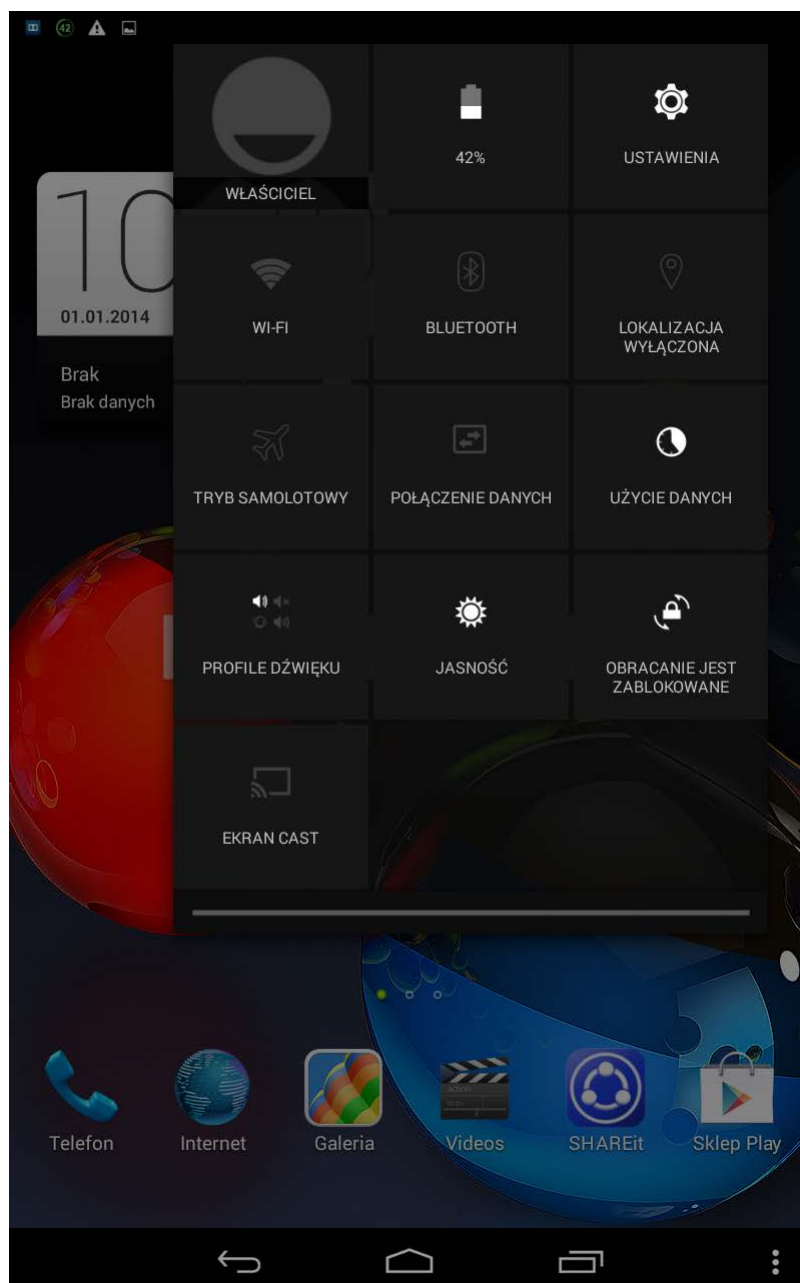 42
WŁAŚCICIEL
42%
USTAWIENIA
10
01.01.2014
Brak
Brak danych
WI-FI
BLUETOOTH
LOKALIZACJA
WYŁĄCZONA
TRYB SAMOLOTOWY
POŁĄCZENIE DANYCH
UŻYCIE DANYCH
PROFILE DŹWIĘKU
JASNOŚĆ
OBRACANIE JEST
ZABLOKOWANE
EKRAN CAST
Telefon
Internet
Galeria
Videos
SHAREit
Sklep Play